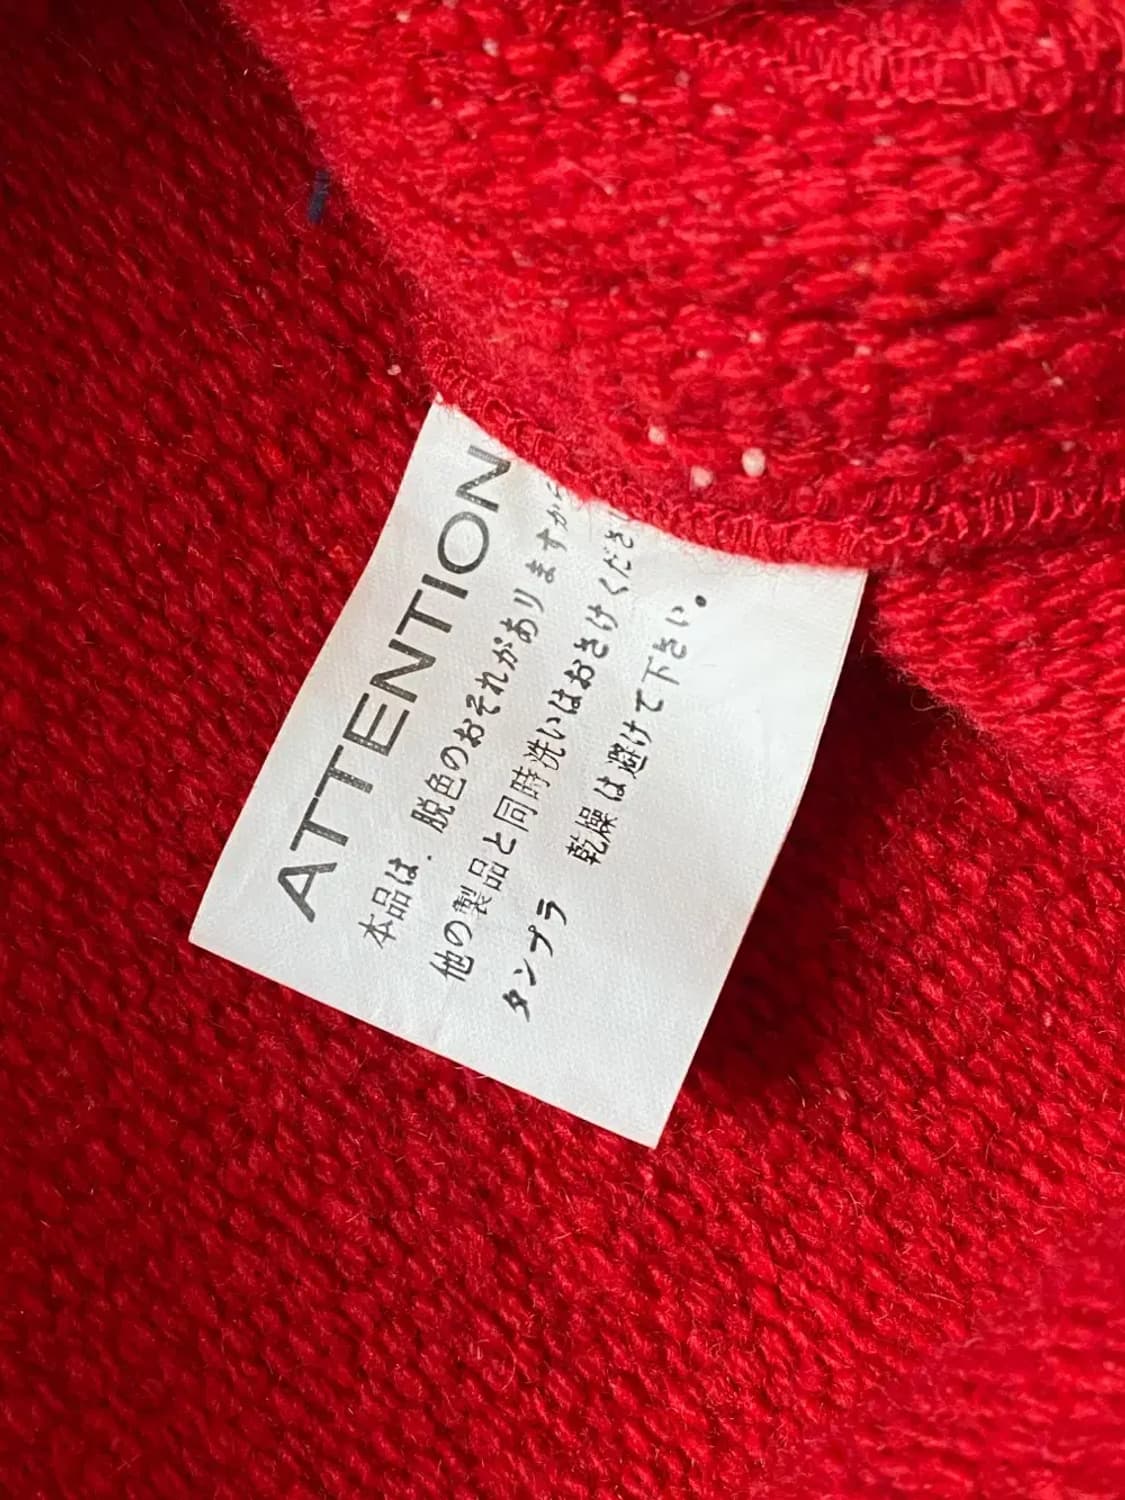 ATTENTION
本品は、脱色のおそれがありますから
他の製品と同時洗いはおさけください
タンブラ 乾燥は避けて下さい。